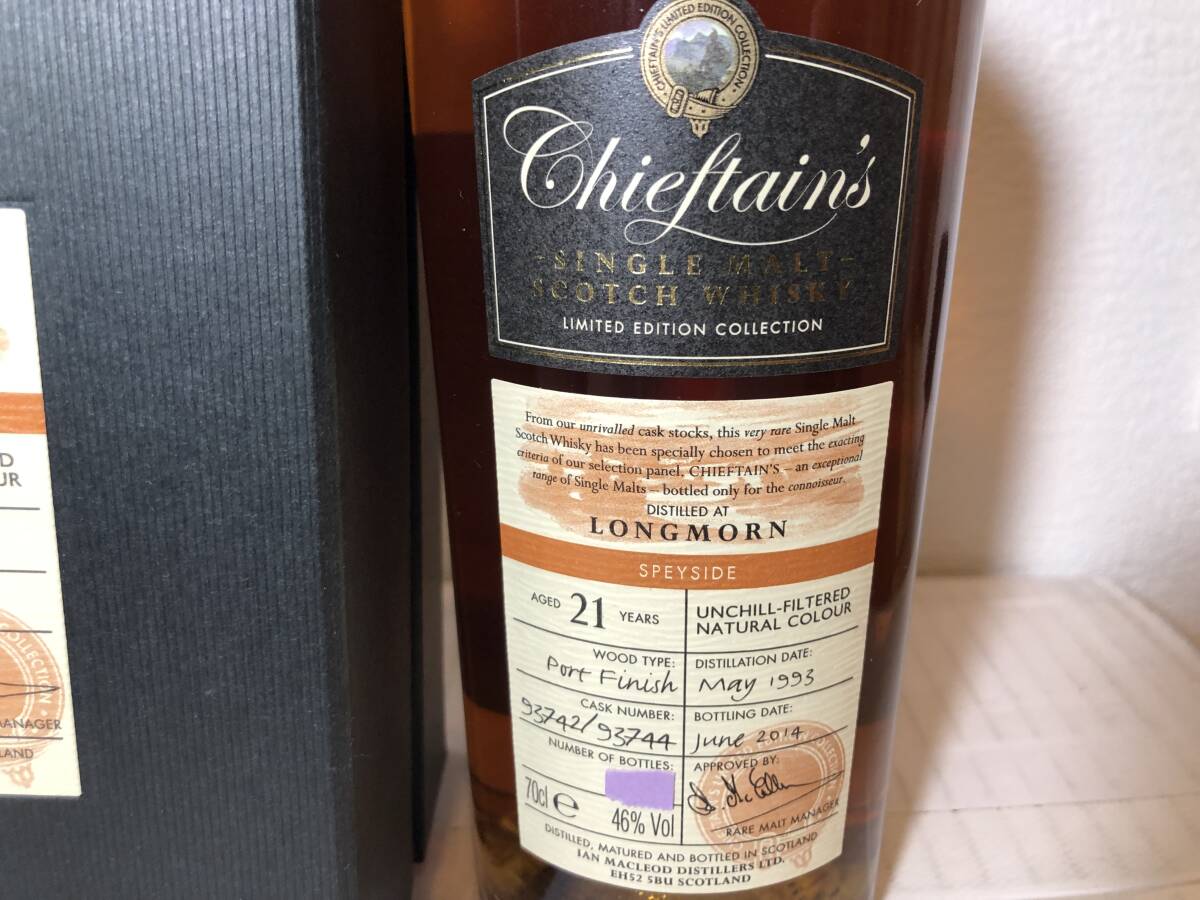 CHIEFTAIN'S LIMITED EDITION COLLECTION
Chieftain's
-SINGLE MALT-
SCOTCH WHISKY
LIMITED EDITION COLLECTION
From our unrivalled cask stocks, this very rare Single Malt
Scotch Whisky has been specially chosen to meet the exacting
criteria of our selection panel. CHIEFTAIN'S – an exceptional
range of Single Malts – bottled only for the connoisseur.
DISTILLED AT
LONGMORN
SPEYSIDE
AGED 21 YEARS
UNCHILL-FILTERED
NATURAL COLOUR
WOOD TYPE:
Port Finish
DISTILLATION DATE:
May 1993
CASK NUMBER:
93742/93744
BOTTLING DATE:
June 2014
NUMBER OF BOTTLES:
70cl e
46% Vol
APPROVED BY:
RARE MALT MANAGER
DISTILLED, MATURED AND BOTTLED IN SCOTLAND
IAN MACLEOD DISTILLERS LTD.
EH52 5BU SCOTLAND
D
UR
COLLECTION
MANAGER
LAND